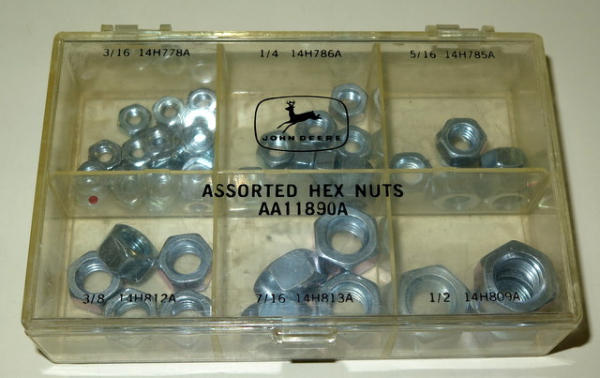 3/16 14H778A 1/4 14H786A 5/16 14H785A
JOHN DEERE
ASSORTED HEX NUTS
AA11890A
3/8 14H812A 7/16 14H813A 1/2 14H809A